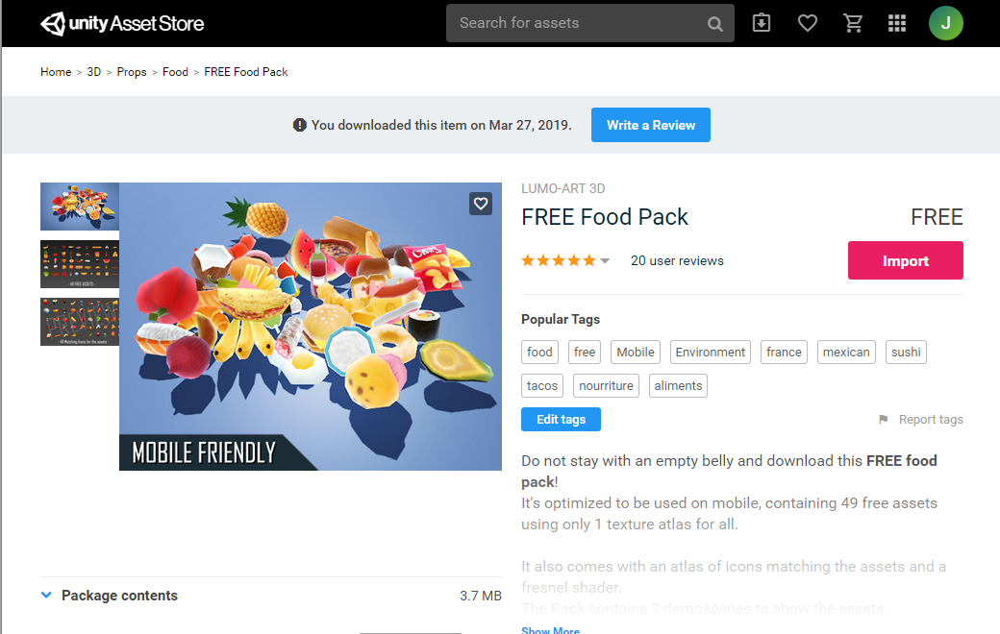 unity Asset Store
Search for assets
J
Home > 3D > Props > Food > FREE Food Pack
You downloaded this item on Mar 27, 2019.
Write a Review
LUMO-ART 3D
FREE Food Pack
FREE
20 user reviews
Import
CHIPS
MOBILE FRIENDLY
Popular Tags
food
free
Mobile
Environment
france
mexican
sushi
tacos
nourriture
aliments
Edit tags
Report tags
Do not stay with an empty belly and download this FREE food
pack!
It's optimized to be used on mobile, containing 49 free assets
using only 1 texture atlas for all.
It also comes with an atlas of icons matching the assets and a
fresnel shader.
The Pack contains 2 demoscenes to show the assets.
Show More
Package contents
3.7 MB